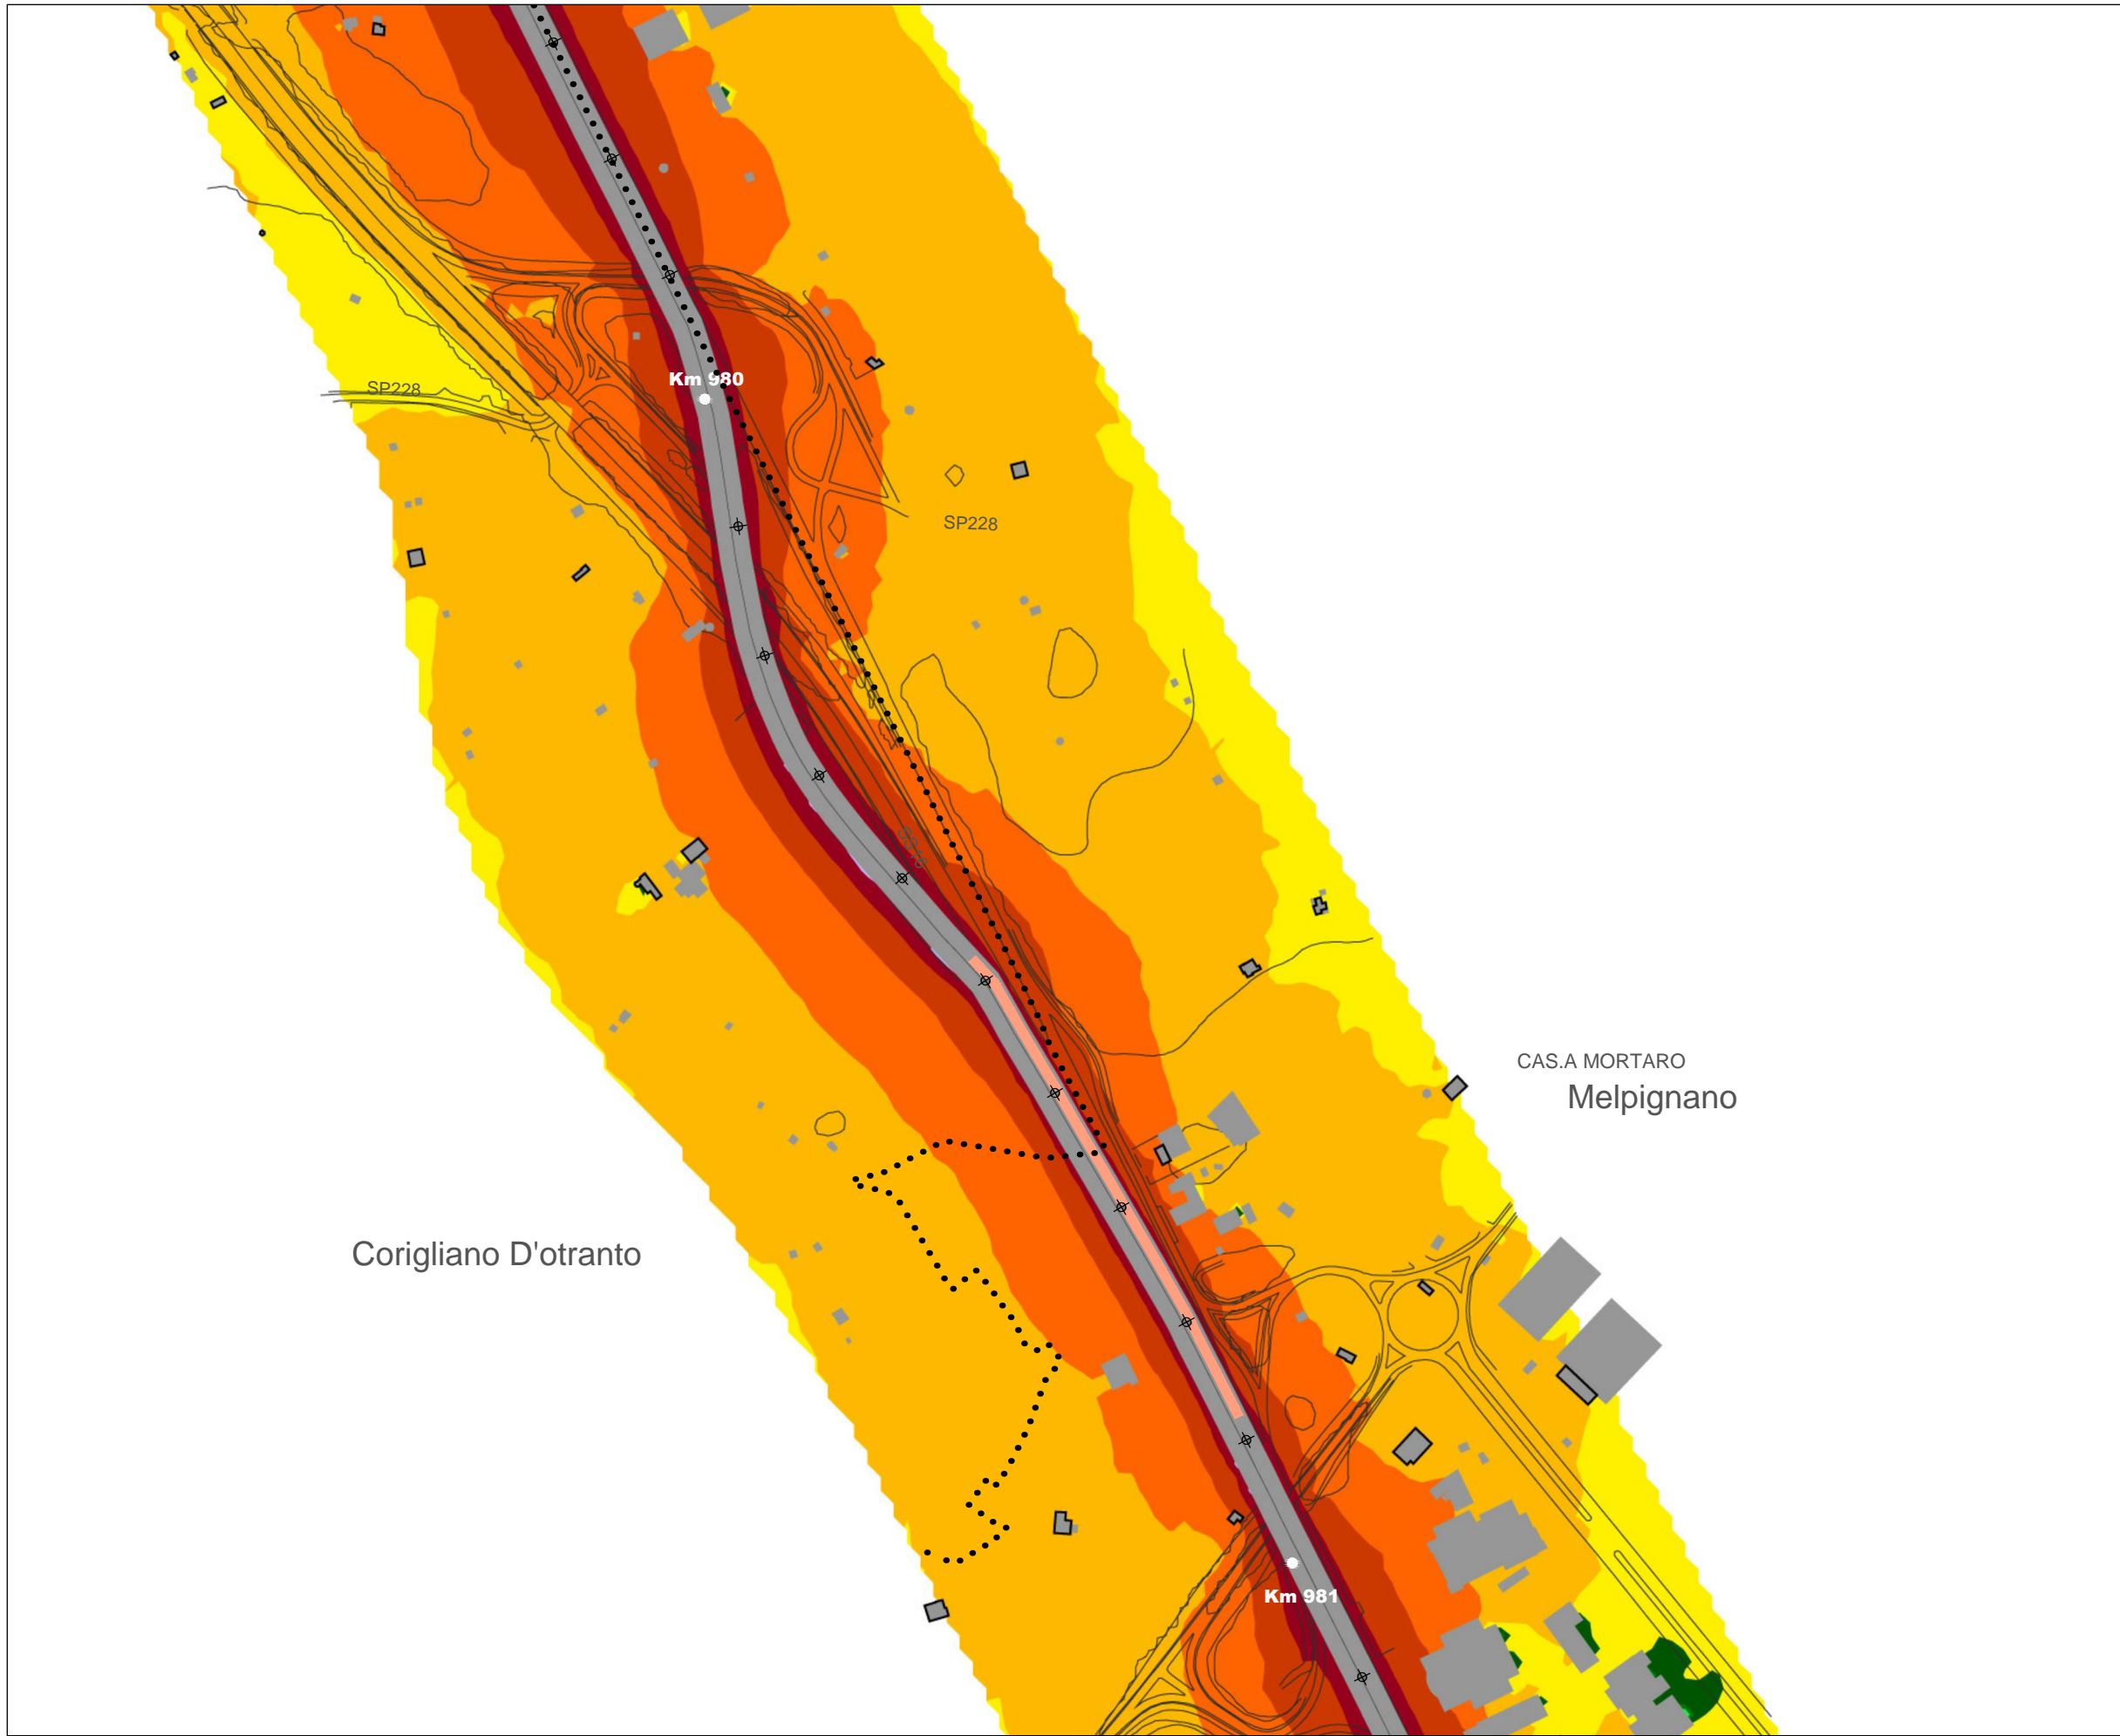 Km 980
SP228
SP228
CAS.A MORTARO
Melpignano
Corigliano D'otranto
Km 981